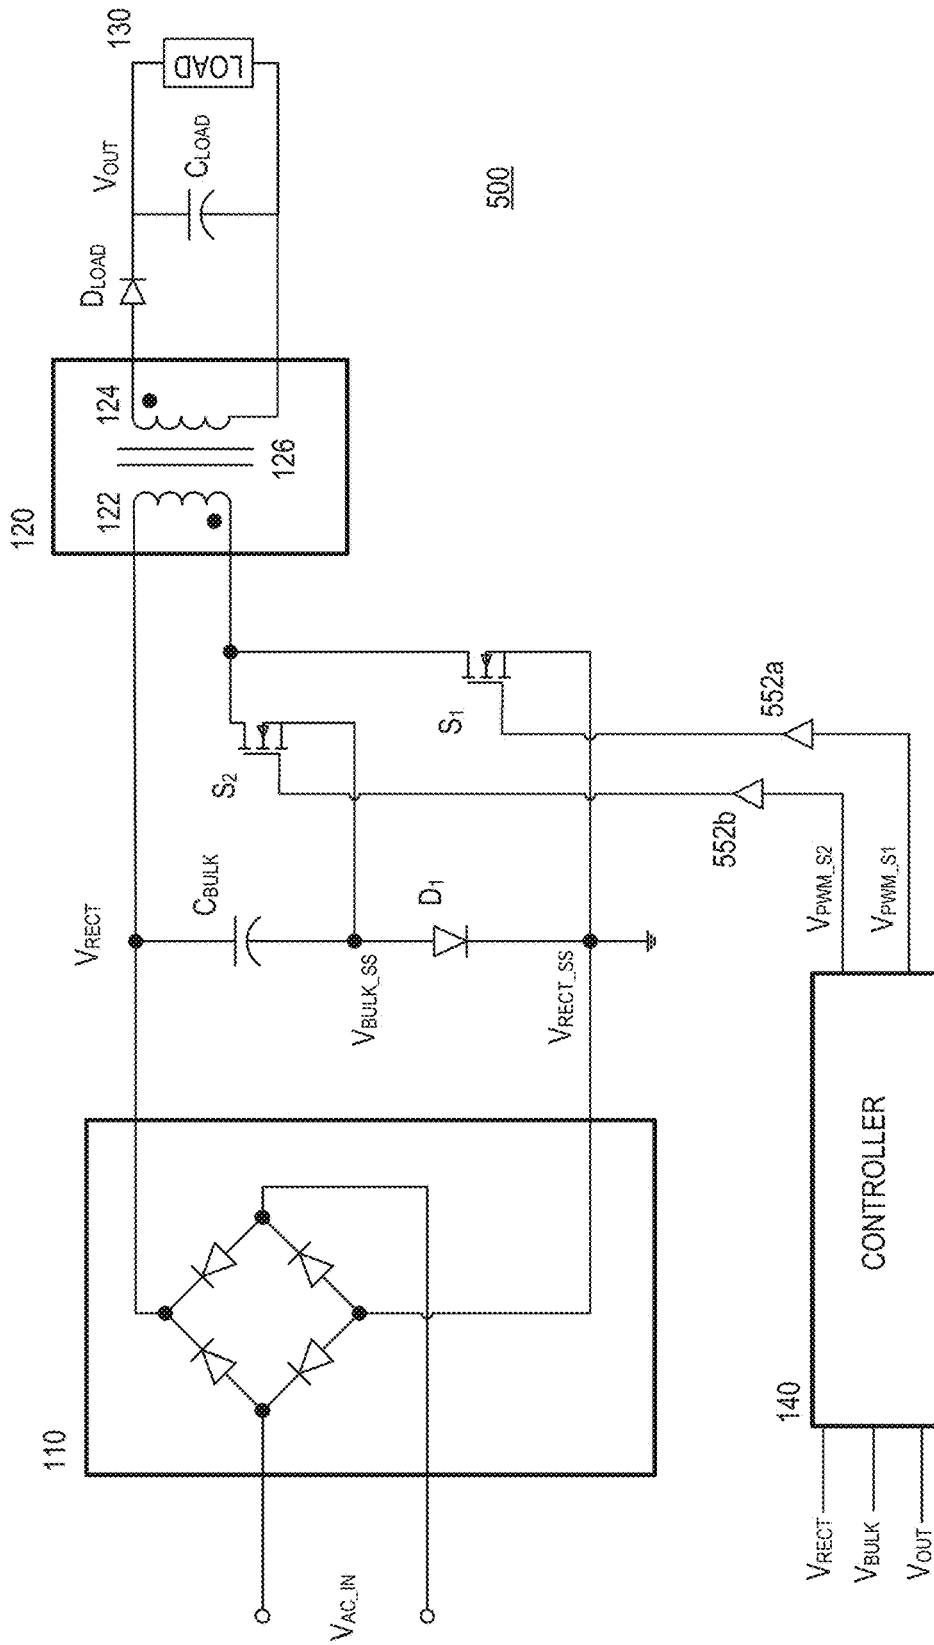 130
LOAD
VOUT
CLOAD
DLOAD
500
124
126
122
120
552a
S1
S2
552b
VRECT
CBULK
D1
VBULK_SS
VRECT_SS
VPWM_S2
VPWM_S1
CONTROLLER
140
110
VAC_IN
VRECT
VBULK
VOUT